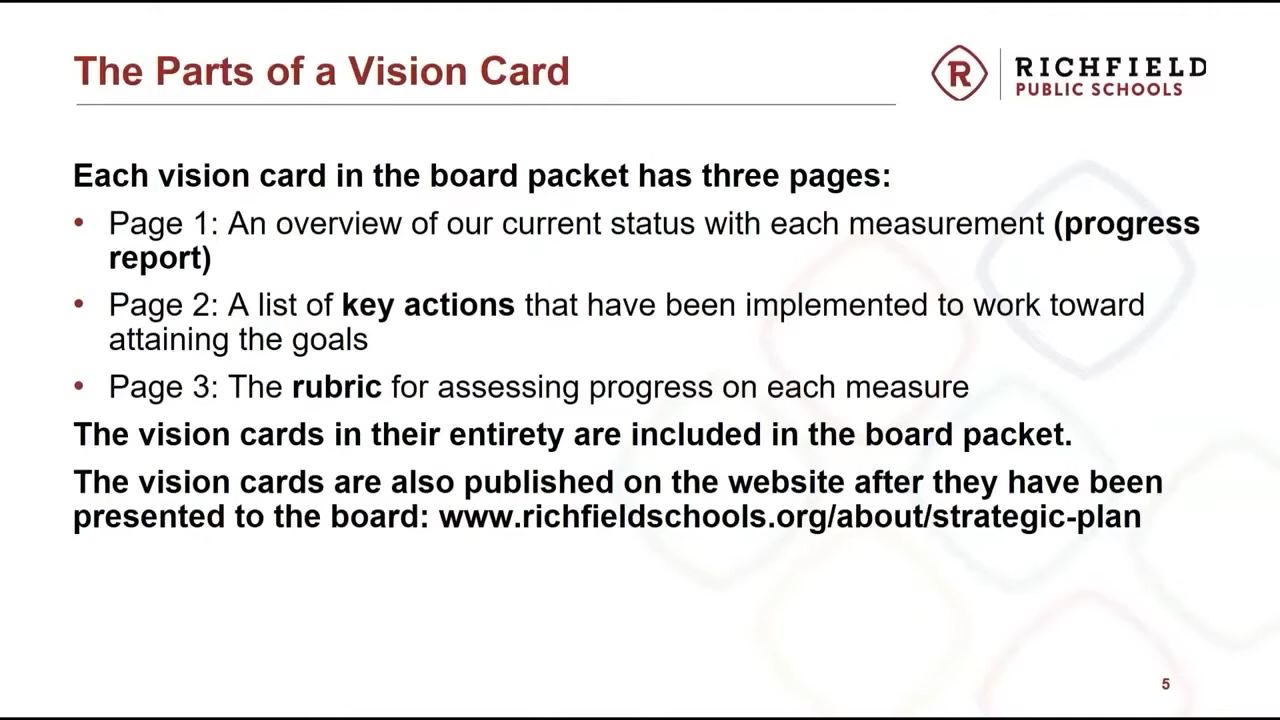 The Parts of a Vision Card
R
RICHFIELD
PUBLIC SCHOOLS
Each vision card in the board packet has three pages:
• Page 1: An overview of our current status with each measurement (progress
report)
• Page 2: A list of key actions that have been implemented to work toward
attaining the goals
• Page 3: The rubric for assessing progress on each measure
The vision cards in their entirety are included in the board packet.
The vision cards are also published on the website after they have been
presented to the board: www.richfieldschools.org/about/strategic-plan
5